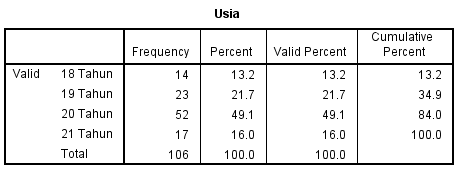 Usia
Frequency Percent Valid Percent Cumulative Percent
Valid 18 Tahun 14 13.2 13.2 13.2
19 Tahun 23 21.7 21.7 34.9
20 Tahun 52 49.1 49.1 84.0
21 Tahun 17 16.0 16.0 100.0
Total 106 100.0 100.0